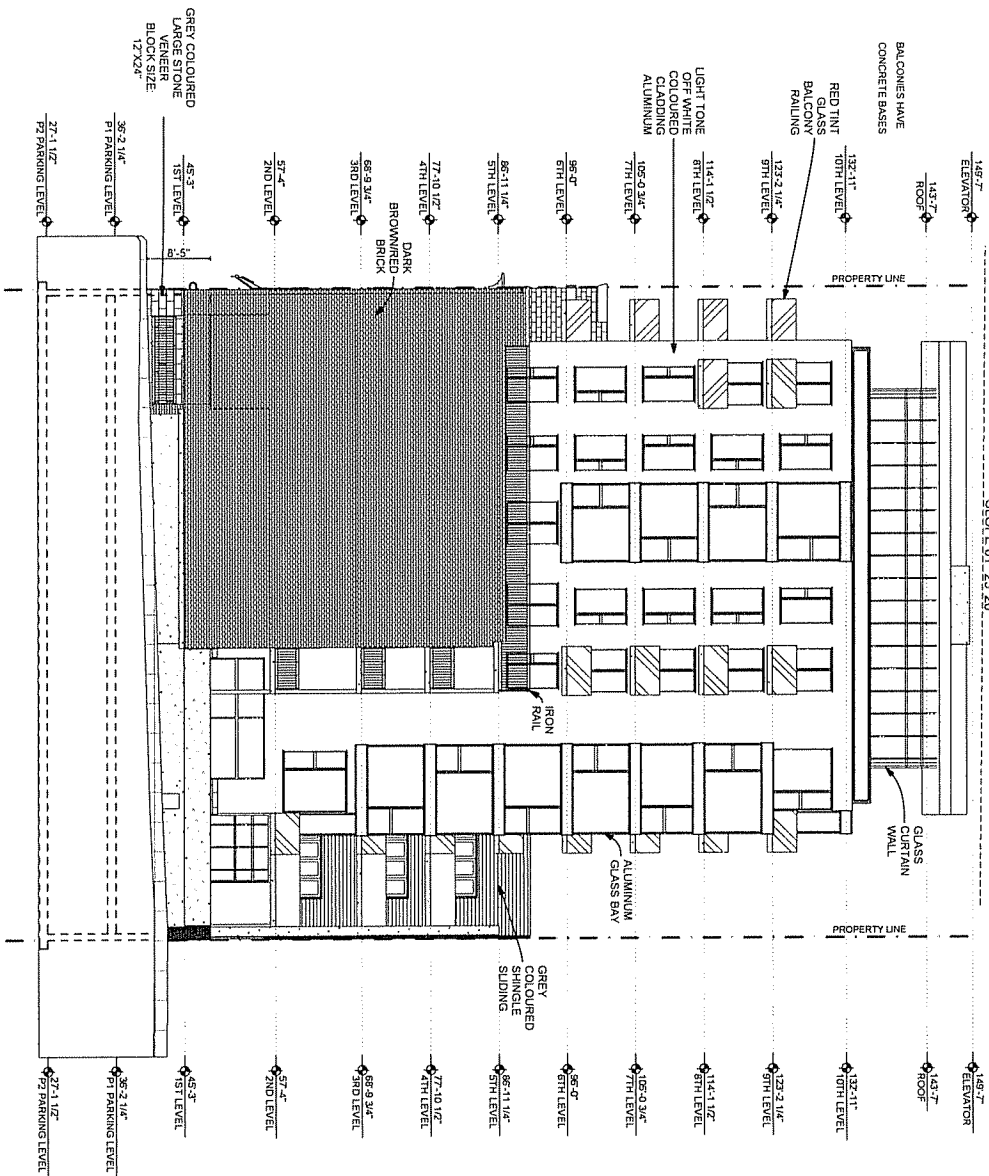 BALCONIES HAVE
CONCRETE BASES
RED TINT
GLASS
BALCONY
RAILING
LIGHT TONE
OFF WHITE
COLOURED
CLADDING
ALUMINUM
GREY COLOURED
LARGE STONE
VENEER
BLOCK SIZE:
12"X24"
149'-7"
ELEVATOR
143'-7"
ROOF
132'-11"
10TH LEVEL
123'-2 1/4"
9TH LEVEL
114'-1 1/2"
8TH LEVEL
105'-0 3/4"
7TH LEVEL
96'-0"
6TH LEVEL
86'-11 1/4"
5TH LEVEL
77'-10 1/2"
4TH LEVEL
68'-9 3/4"
3RD LEVEL
57'-4"
2ND LEVEL
45'-3"
1ST LEVEL
36'-2 1/4"
P1 PARKING LEVEL
27'-1 1/2"
P2 PARKING LEVEL
8'-5"
PROPERTY LINE
DARK
BROWN/RED
BRICK
IRON
RAIL
GLASS
CURTAIN
WALL
ALUMINUM
GLASS BAY
GREY
COLOURED
SHINGLE
SLIDING
PROPERTY LINE
149'-7"
ELEVATOR
143'-7"
ROOF
132'-11"
10TH LEVEL
123'-2 1/4"
9TH LEVEL
114'-1 1/2"
8TH LEVEL
105'-0 3/4"
7TH LEVEL
96'-0"
6TH LEVEL
86'-11 1/4"
5TH LEVEL
77'-10 1/2"
4TH LEVEL
68'-9 3/4"
3RD LEVEL
57'-4"
2ND LEVEL
45'-3"
1ST LEVEL
36'-2 1/4"
P1 PARKING LEVEL
27'-1 1/2"
P2 PARKING LEVEL